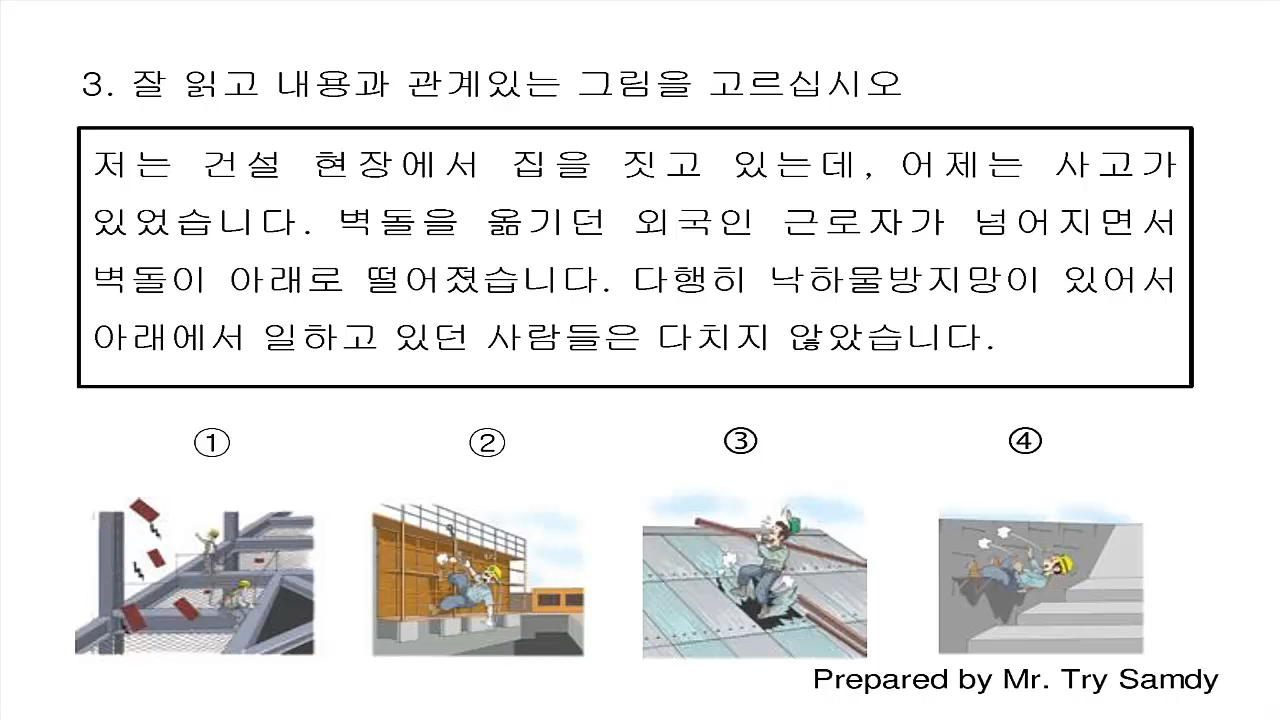 3. 잘 읽고 내용과 관계있는 그림을 고르십시오
저는 건설 현장에서 집을 짓고 있는데, 어제는 사고가
있었습니다. 벽돌을 옮기던 외국인 근로자가 넘어지면서
벽돌이 아래로 떨어졌습니다. 다행히 낙하물방지망이 있어서
아래에서 일하고 있던 사람들은 다치지 않았습니다.
① ② ③ ④
Prepared by Mr. Try Samdy